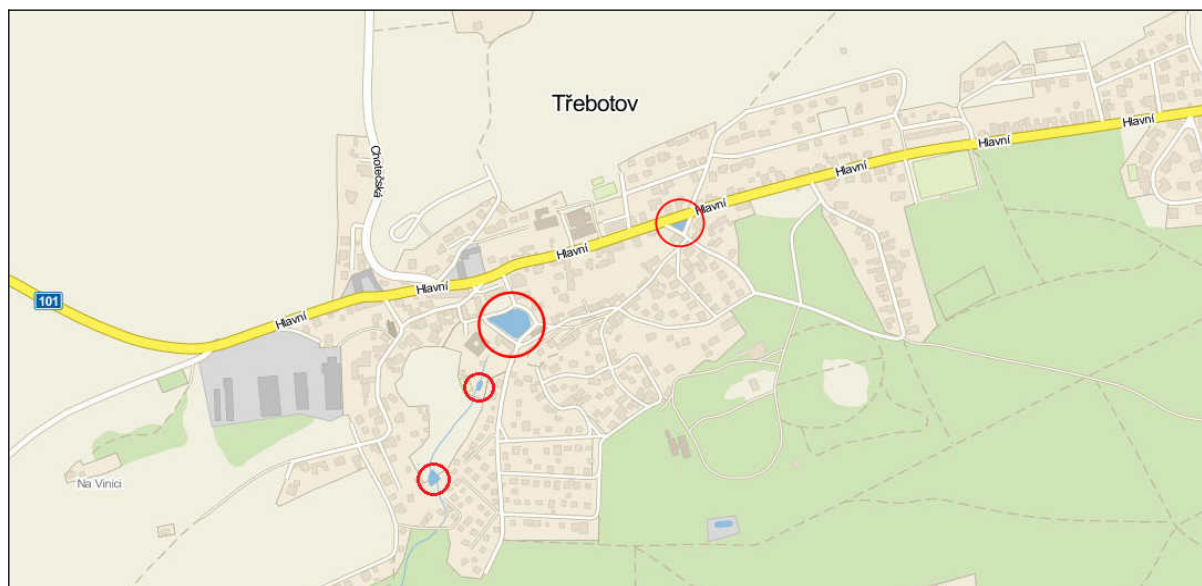 Třebotov
Hlavní
Hlavní
Hlavní
Chotečská
Hlavní
Hlavní
101
Hlavní
Na Vinici